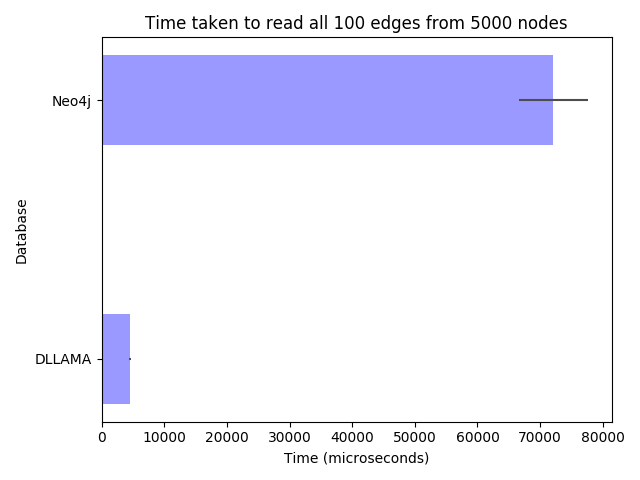 Time taken to read all 100 edges from 5000 nodes
Neo4j
Database
DLLAMA
0 10000 20000 30000 40000 50000 60000 70000 80000
Time (microseconds)